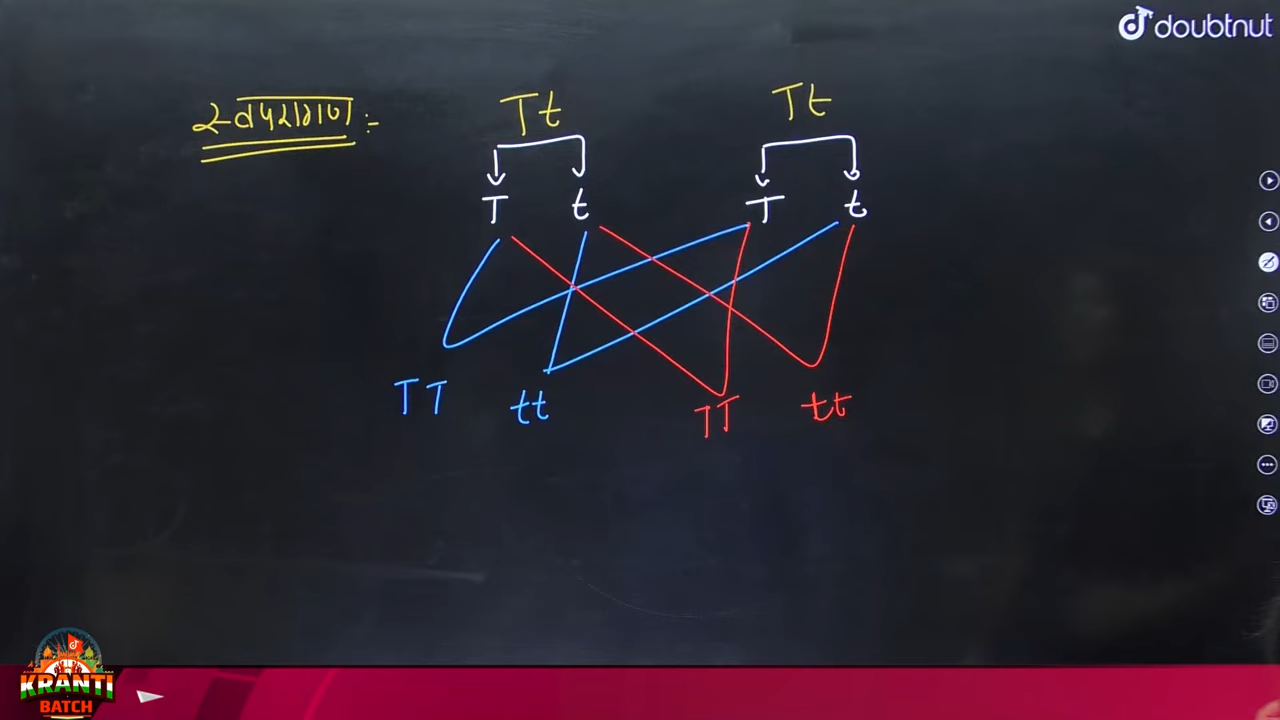 doubtnut
स्वपरागण :-
Tt Tt
T t T t
TT tt TT tt
KRANTI
BATCH